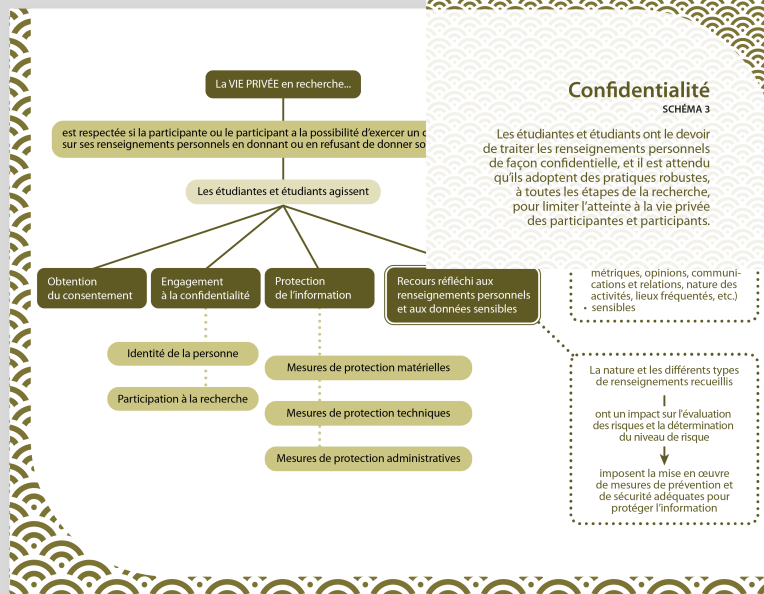 Confidentialité
SCHÉMA 3
Les étudiantes et étudiants ont le devoir
de traiter les renseignements personnels
de façon confidentielle, et il est attendu
qu'ils adoptent des pratiques robustes,
à toutes les étapes de la recherche,
pour limiter l'atteinte à la vie privée
des participantes et participants.
La VIE PRIVÉE en recherche...
est respectée si la participante ou le participant a la possibilité d'exercer un
sur ses renseignements personnels en donnant ou en refusant de donner
Les étudiantes et étudiants agissent
Obtention
du consentement
Engagement
à la confidentialité
Protection
de l'information
Recours réfléchi aux
renseignements personnels
et aux données sensibles
Identité de la personne
Participation à la recherche
Mesures de protection matérielles
Mesures de protection techniques
Mesures de protection administratives
métriques, opinions, communi-
cations et relations, nature des
activités, lieux fréquentés, etc.)
• sensibles
La nature et les différents types
de renseignements recueillis
ont un impact sur l'évaluation
des risques et la détermination
du niveau de risque
imposent la mise en œuvre
de mesures de prévention et
de sécurité adéquates pour
protéger l'information